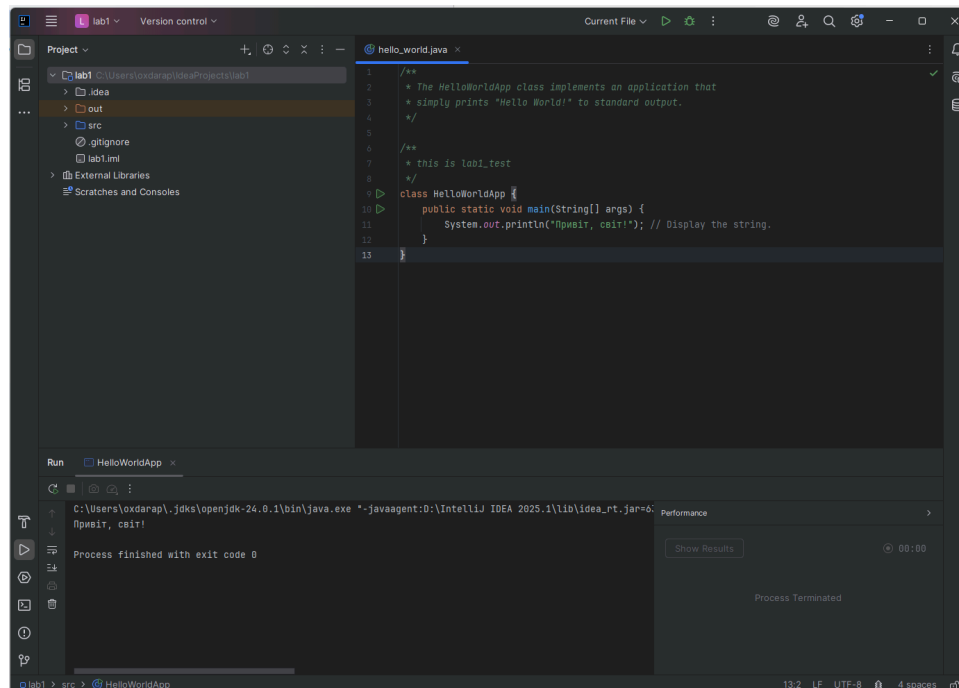 L lab1 Version control Current File
Project
hello_world.java
lab1 C:\Users\oxdarap\IdeaProjects\lab1
.idea
out
src
.gitignore
lab1.iml
External Libraries
Scratches and Consoles
1 /**
2 * The HelloWorldApp class implements an application that
3 * simply prints "Hello World!" to standard output.
4 */
5
6 /**
7 * this is lab1_test
8 */
9 class HelloWorldApp {
10 public static void main(String[] args) {
11 System.out.println("Привіт, світ!"); // Display the string.
12 }
13 }
Run HelloWorldApp
C:\Users\oxdarap\.jdks\openjdk-24.0.1\bin\java.exe "-javaagent:D:\IntelliJ IDEA 2025.1\lib\idea_rt.jar=6
Привіт, світ!
Process finished with exit code 0
Performance
Show Results 00:00
Process Terminated
lab1 > src > HelloWorldApp 13:2 LF UTF-8 4 spaces